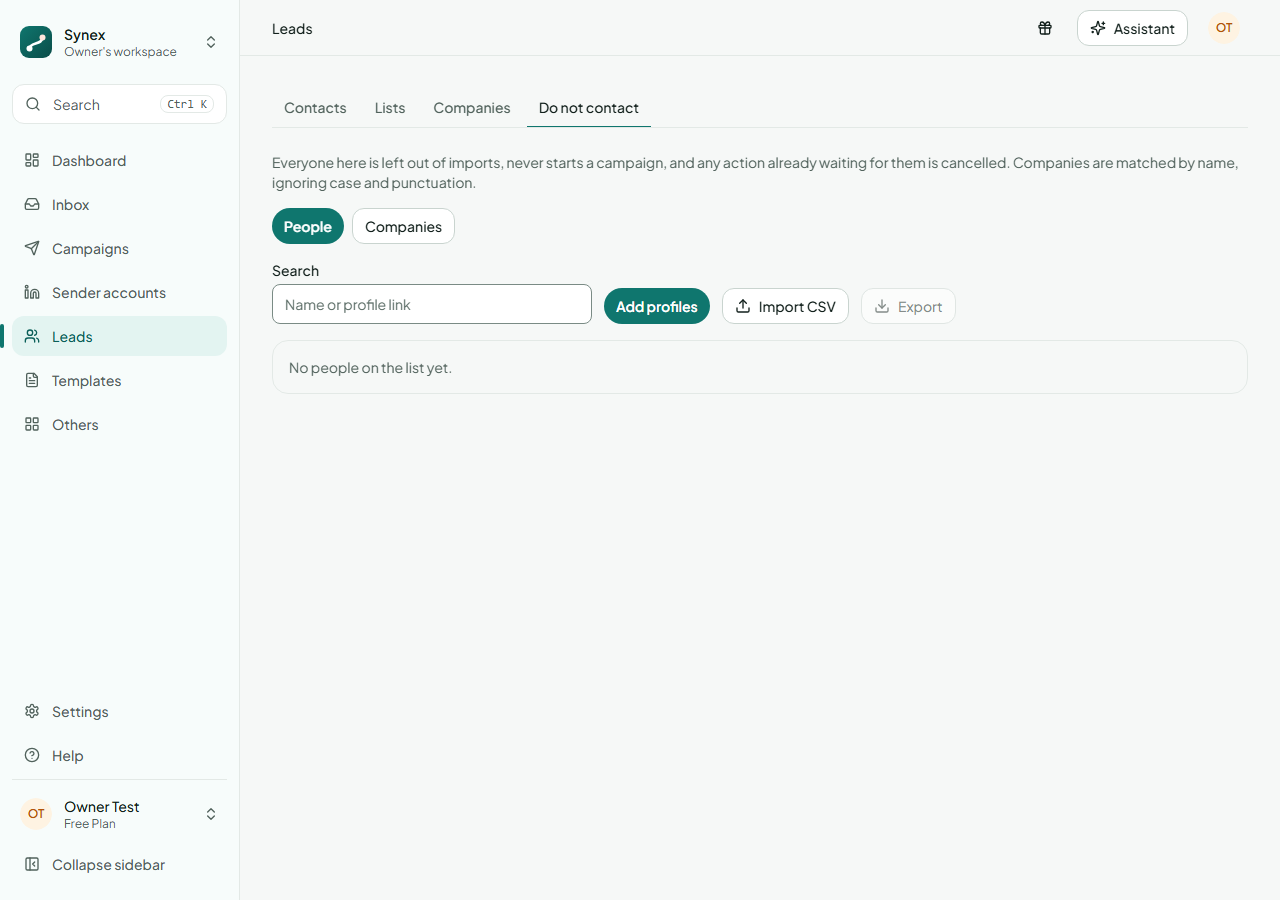 Synex
Owner's workspace
Search
Ctrl K
Dashboard
Inbox
Campaigns
Sender accounts
Leads
Templates
Others
Settings
Help
OT
Owner Test
Free Plan
Collapse sidebar
Leads
Assistant
OT
Contacts
Lists
Companies
Do not contact
Everyone here is left out of imports, never starts a campaign, and any action already waiting for them is cancelled. Companies are matched by name,
ignoring case and punctuation.
People
Companies
Search
Name or profile link
Add profiles
Import CSV
Export
No people on the list yet.